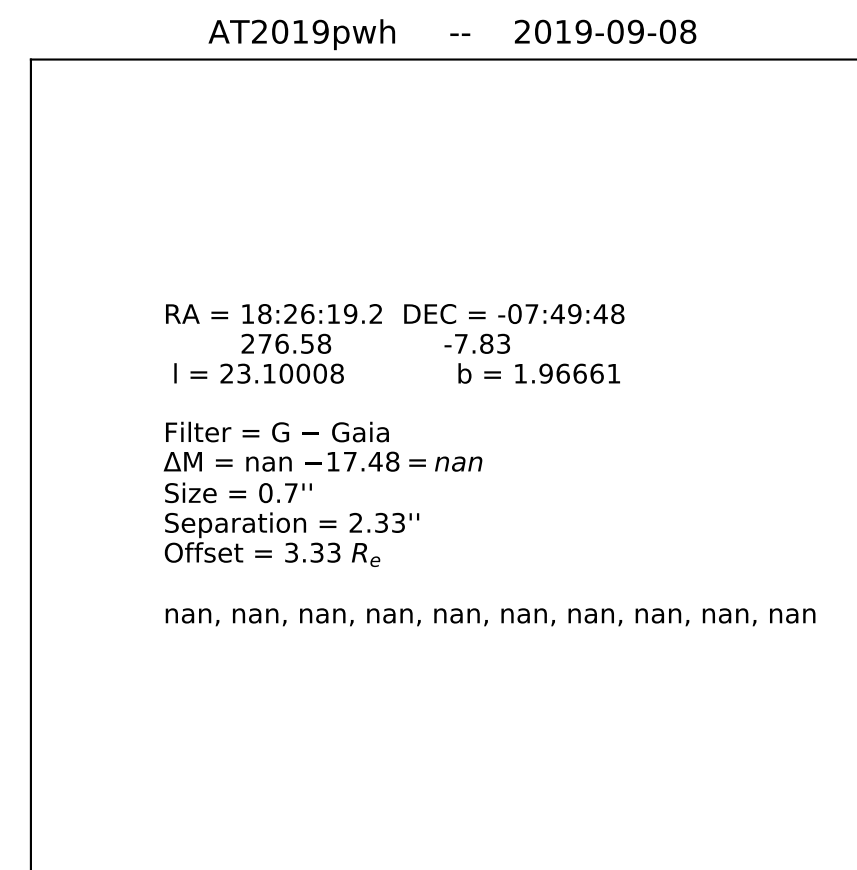 AT2019pwh -- 2019-09-08
RA = 18:26:19.2 DEC = -07:49:48
276.58 -7.83
l = 23.10008 b = 1.96661
Filter = G − Gaia
ΔM = nan −17.48 = nan
Size = 0.7''
Separation = 2.33''
Offset = 3.33 Re
nan, nan, nan, nan, nan, nan, nan, nan, nan, nan